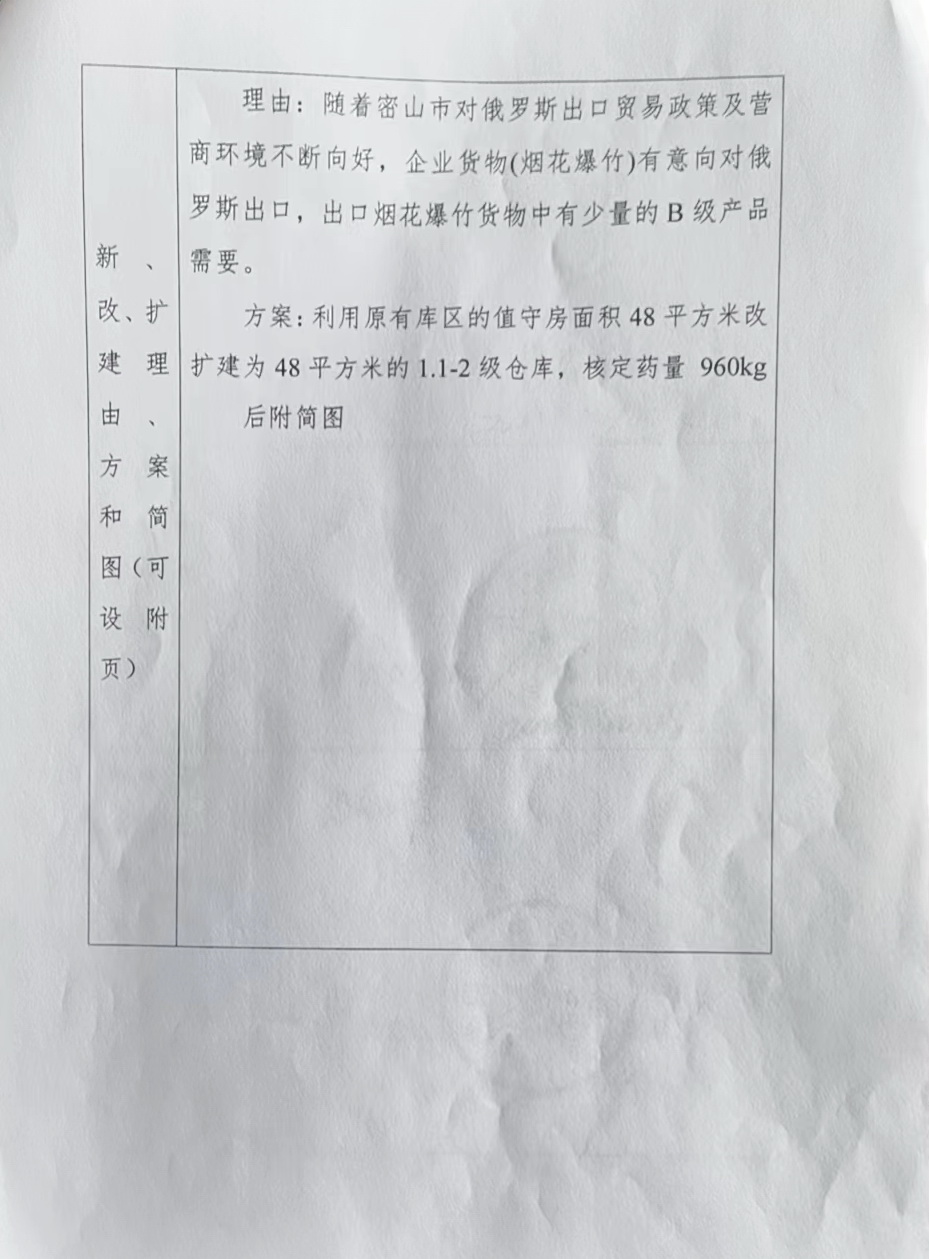 新、
改、扩
建理
由、
方案
和简
图（可
设附
页）
理由：随着密山市对俄罗斯出口贸易政策及营
商环境不断向好，企业货物(烟花爆竹)有意向对俄
罗斯出口，出口烟花爆竹货物中有少量的 B 级产品
需要。
方案：利用原有库区的值守房面积 48 平方米改
扩建为 48 平方米的 1.1-2 级仓库，核定药量 960kg
后附简图